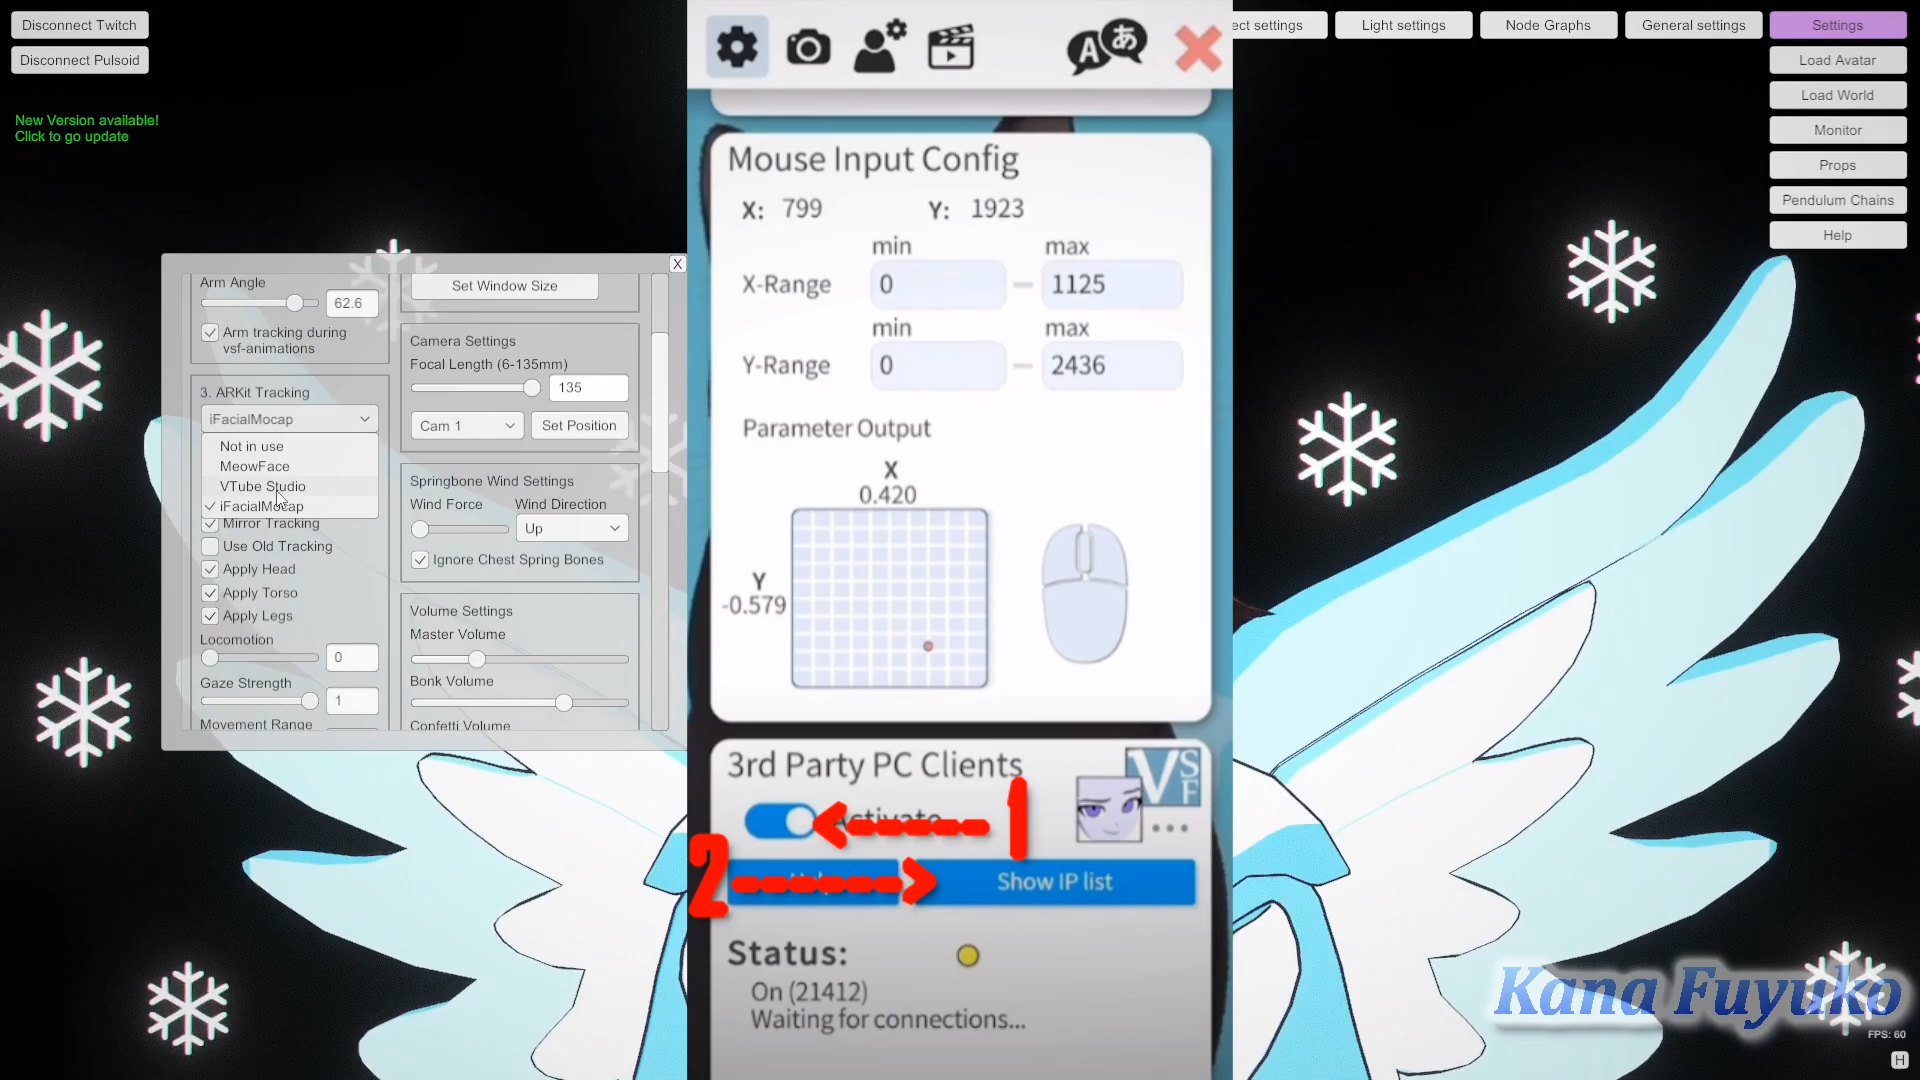 Disconnect Twitch
Disconnect Pulsoid
New Version available!
Click to go update
ect settings
Light settings
Node Graphs
General settings
Settings
Load Avatar
Load World
Monitor
Props
Pendulum Chains
Help
X
Arm Angle
62.6
Arm tracking during
vsf-animations
3. ARKit Tracking
iFacialMocap
Not in use
MeowFace
VTube Studio
iFacialMocap
Mirror Tracking
Use Old Tracking
Apply Head
Apply Torso
Apply Legs
Locomotion
0
Gaze Strength
1
Movement Range
Set Window Size
Camera Settings
Focal Length (6-135mm)
135
Cam 1
Set Position
Springbone Wind Settings
Wind Force Wind Direction
Up
Ignore Chest Spring Bones
Volume Settings
Master Volume
Bonk Volume
Confetti Volume
A あ
Mouse Input Config
X: 799 Y: 1923
min max
X-Range 0 1125
min max
Y-Range 0 2436
Parameter Output
X
0.420
Y
-0.579
3rd Party PC Clients
VSF
Activate
1
2
Show IP list
Status:
On (21412)
Waiting for connections...
Kana Fuyuko
FPS: 60
H